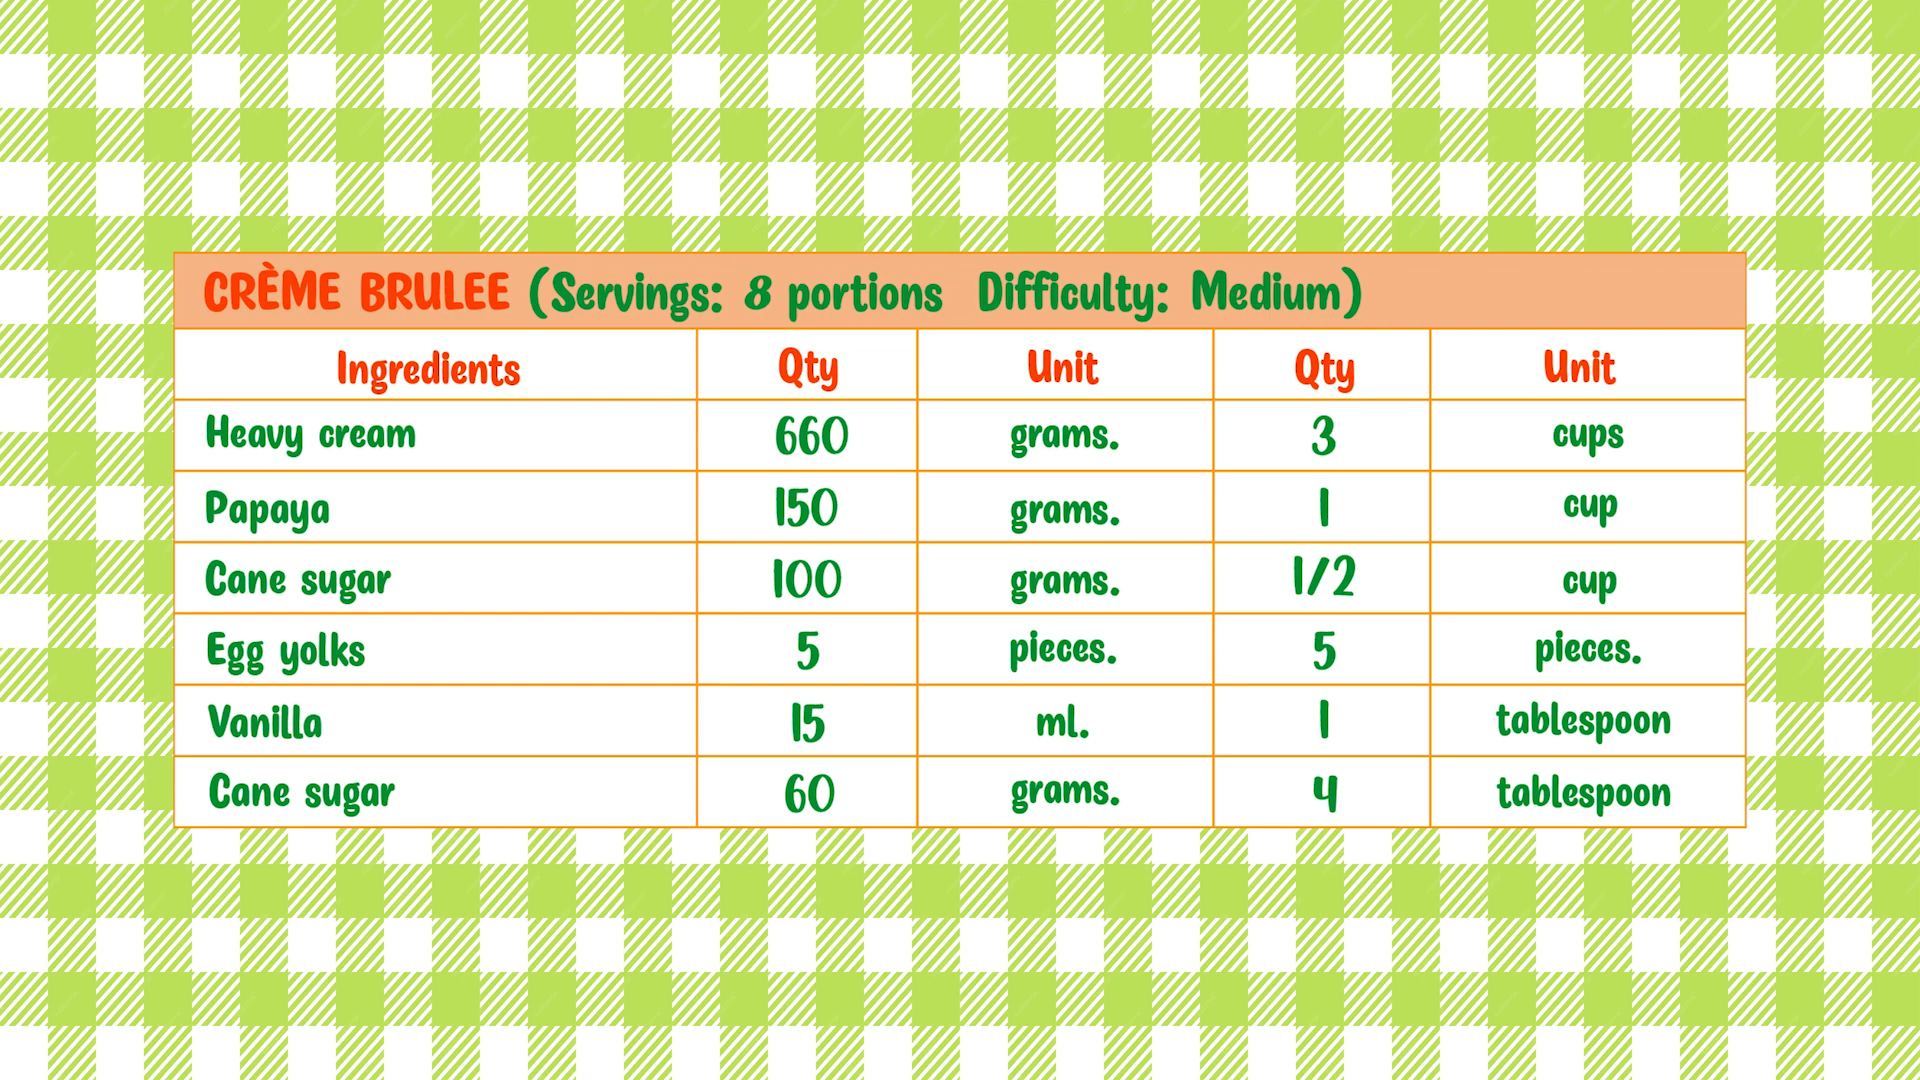 CRÈME BRULEE (Servings: 8 portions Difficulty: Medium)
Ingredients Qty Unit Qty Unit
Heavy cream 660 grams. 3 cups
Papaya 150 grams. 1 cup
Cane sugar 100 grams. 1/2 cup
Egg yolks 5 pieces. 5 pieces.
Vanilla 15 ml. 1 tablespoon
Cane sugar 60 grams. 4 tablespoon